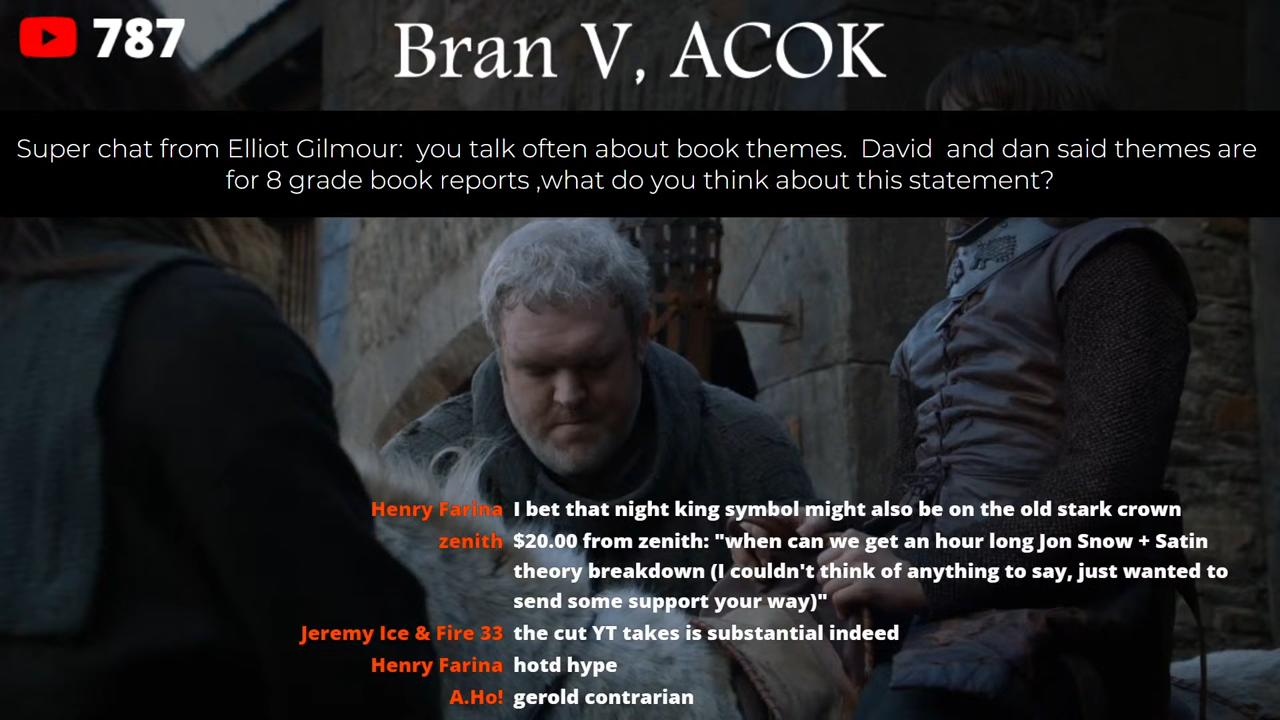 787
Bran V, ACOK
Super chat from Elliot Gilmour:  you talk often about book themes.  David  and dan said themes are
for 8 grade book reports ,what do you think about this statement?
Henry Farina I bet that night king symbol might also be on the old stark crown
zenith $20.00 from zenith: "when can we get an hour long Jon Snow + Satin
theory breakdown (I couldn't think of anything to say, just wanted to
send some support your way)"
Jeremy Ice & Fire 33 the cut YT takes is substantial indeed
Henry Farina hotd hype
A.Ho! gerold contrarian